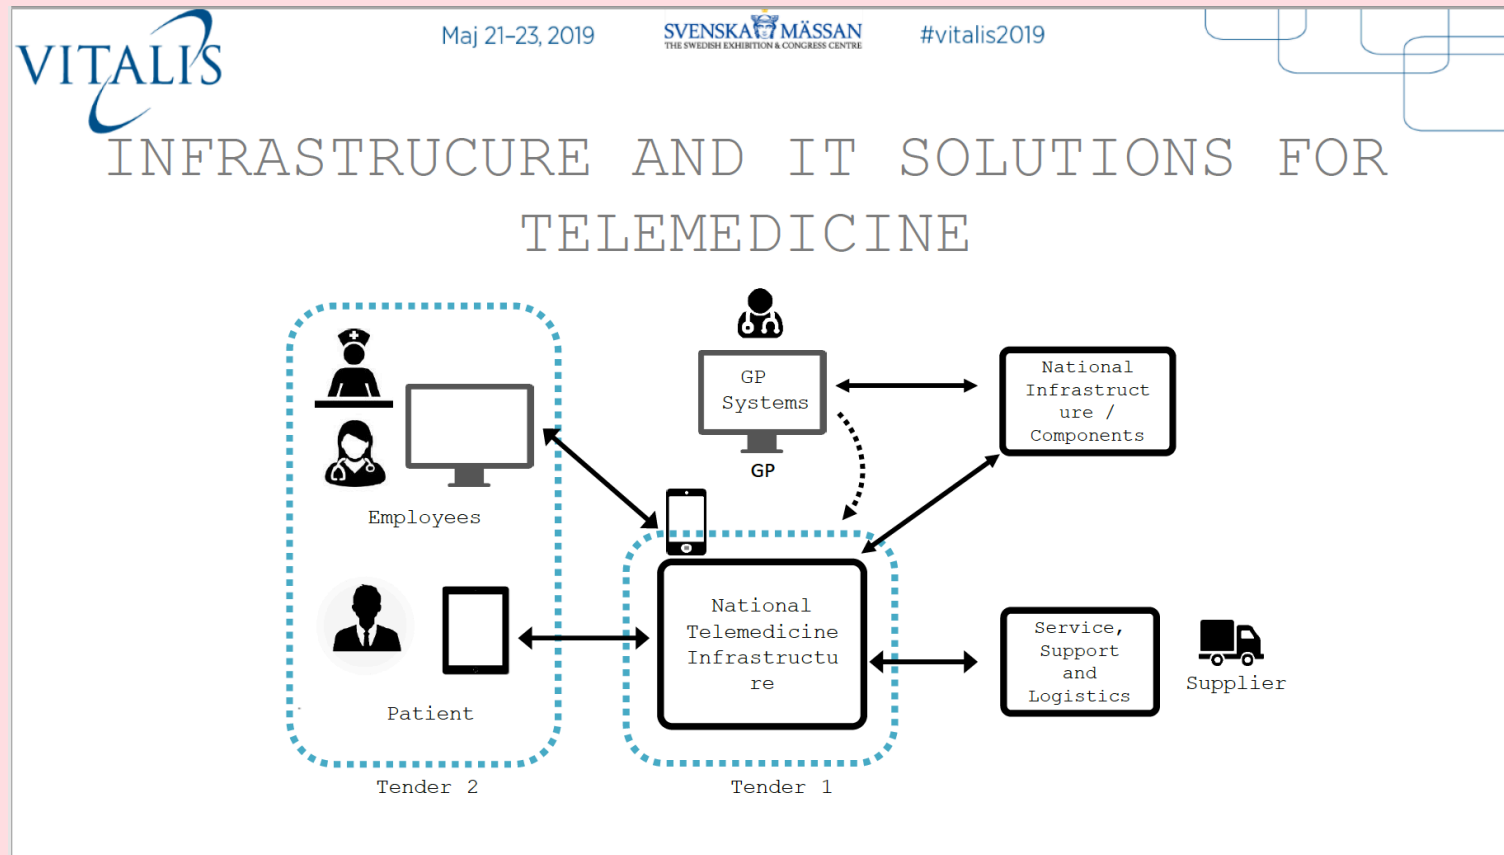 VITALIS
Maj 21–23, 2019
SVENSKA MÄSSAN
THE SWEDISH EXHIBITION & CONGRESS CENTRE
#vitalis2019
INFRASTRUCURE AND IT SOLUTIONS FOR
TELEMEDICINE
GP
Systems
GP
National
Infrastruct
ure /
Components
Employees
Patient
Tender 2
National
Telemedicine
Infrastructu
re
Tender 1
Service,
Support
and
Logistics
Supplier